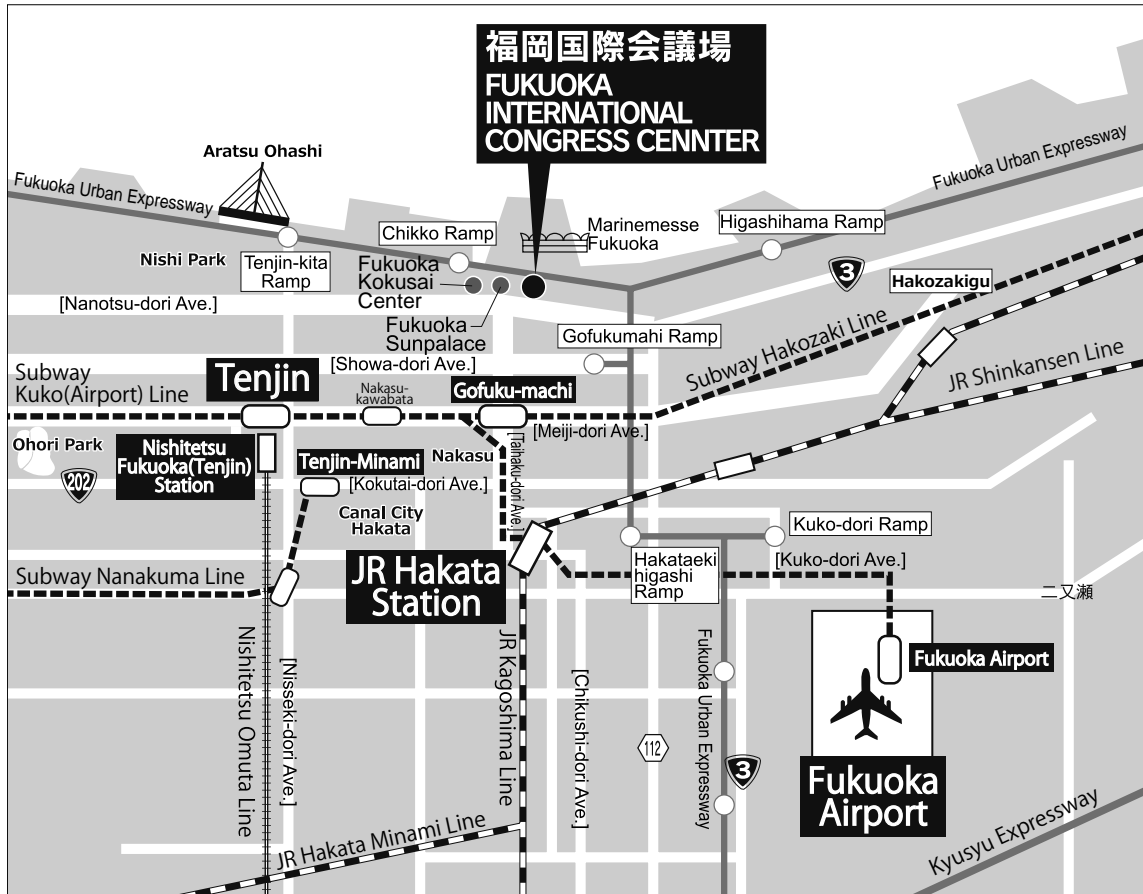 福岡国際会議場
FUKUOKA
INTERNATIONAL
CONGRESS CENNTER
Aratsu Ohashi
Fukuoka Urban Expressway
Fukuoka Urban Expressway
Chikko Ramp
Marinemesse
Fukuoka
Higashihama Ramp
Nishi Park
Tenjin-kita
Ramp
Fukuoka
Kokusai
Center
3
Hakozakigu
[Nanotsu-dori Ave.]
Fukuoka
Sunpalace
Gofukumahi Ramp
Subway Hakozaki Line
[Showa-dori Ave.]
JR Shinkansen Line
Subway
Kuko(Airport) Line
Tenjin
Nakasu-
kawabata
Gofuku-machi
[Meiji-dori Ave.]
Ohori Park
202
Nishitetsu
Fukuoka(Tenjin)
Station
Tenjin-Minami
Nakasu
[Taihaku-dori Ave.]
[Kokutai-dori Ave.]
Canal City
Hakata
Kuko-dori Ramp
JR Hakata
Station
Hakataeki
higashi
Ramp
[Kuko-dori Ave.]
Subway Nanakuma Line
二又瀬
Nishitetsu Omuta Line
[Nisseki-dori Ave.]
JR Kagoshima Line
[Chikushi-dori Ave.]
Fukuoka Urban Expressway
Fukuoka Airport
112
3
Fukuoka
Airport
JR Hakata Minami Line
Kyusyu Expressway